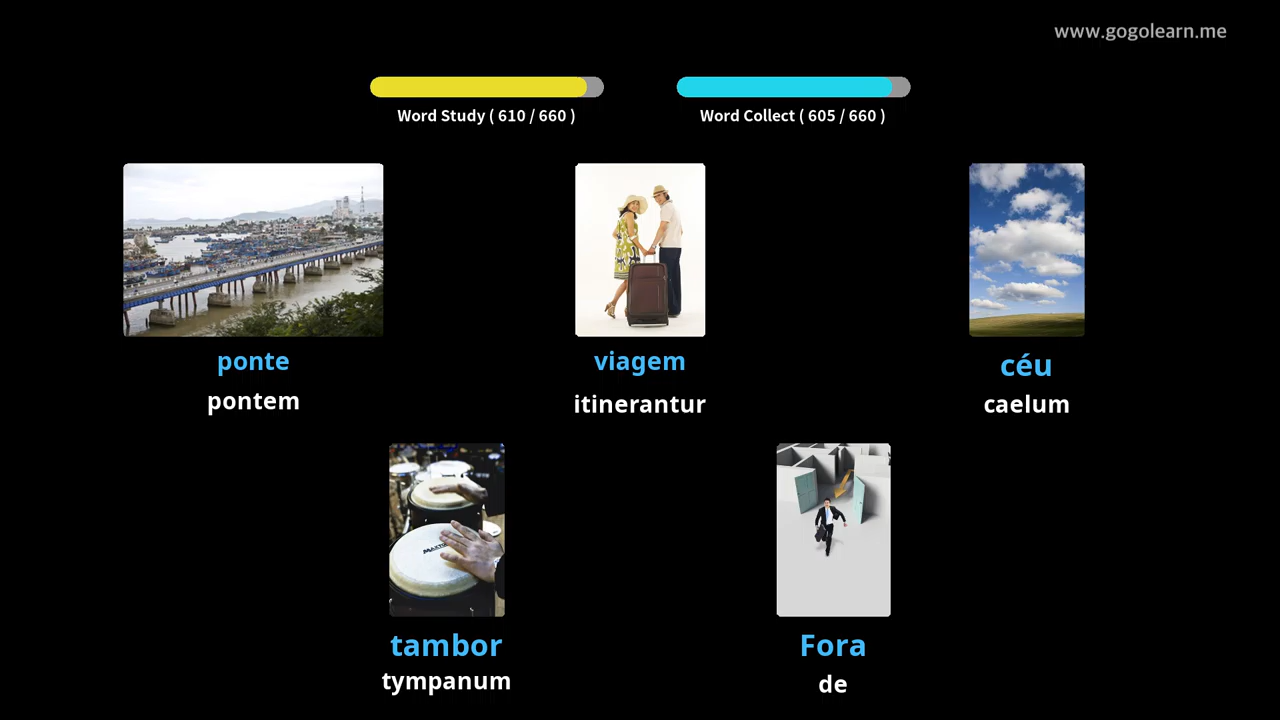 www.gogolearn.me
Word Study ( 610 / 660 )
Word Collect ( 605 / 660 )
ponte
pontem
viagem
itinerantur
céu
caelum
tambor
tympanum
Fora
de